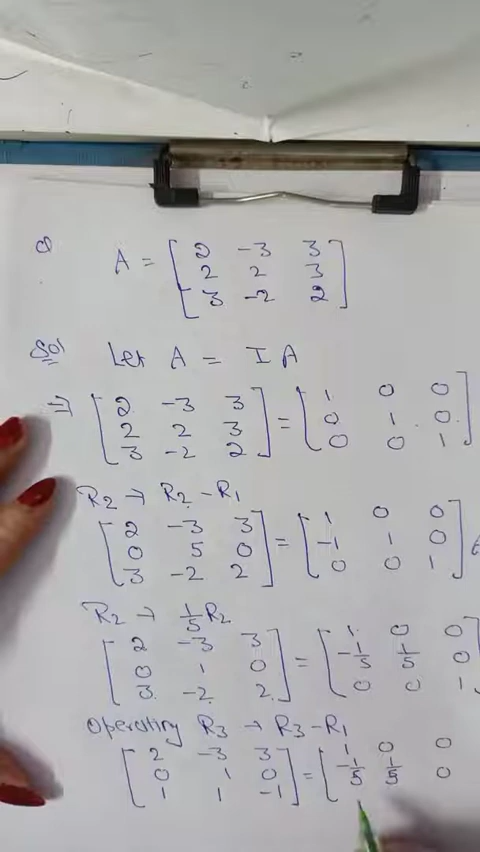 Q A = [ 2 -3 3
2 2 3
3 -2 2 ]
Sol Let A = I A
⇒ [ 2 -3 3 ] = [ 1 0 0 ]
2 2 3 0 1 0
3 -2 2 0 0 1
R2 → R2 - R1
[ 2 -3 3 ] = [ 1 0 0 ]
0 5 0 -1 1 0
3 -2 2 0 0 1
R2 → 1/5 R2
[ 2 -3 3 ] = [ 1 0 0
0 1 0 -1/5 1/5 0
3 -2 2 0 0 1
Operating R3 → R3 - R1
[ 2 -3 3 ] = [ 1 0 0
0 1 0 -1/5 1/5 0
1 1 -1